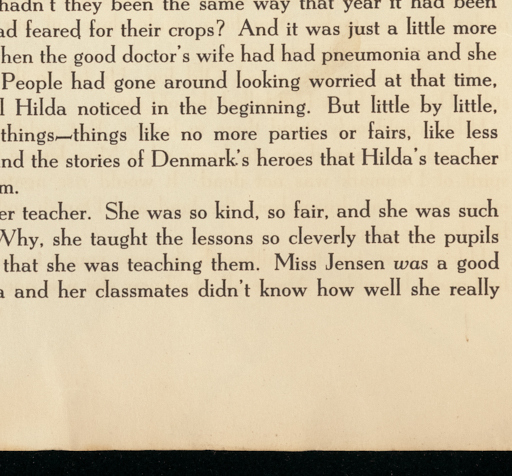 hadn't they been the same way that year it had been
ad feared for their crops? And it was just a little more
hen the good doctor's wife had had pneumonia and she
People had gone around looking worried at that time,
l Hilda noticed in the beginning. But little by little,
things—things like no more parties or fairs, like less
nd the stories of Denmark's heroes that Hilda's teacher
m.
er teacher. She was so kind, so fair, and she was such
Why, she taught the lessons so cleverly that the pupils
that she was teaching them. Miss Jensen was a good
a and her classmates didn't know how well she really